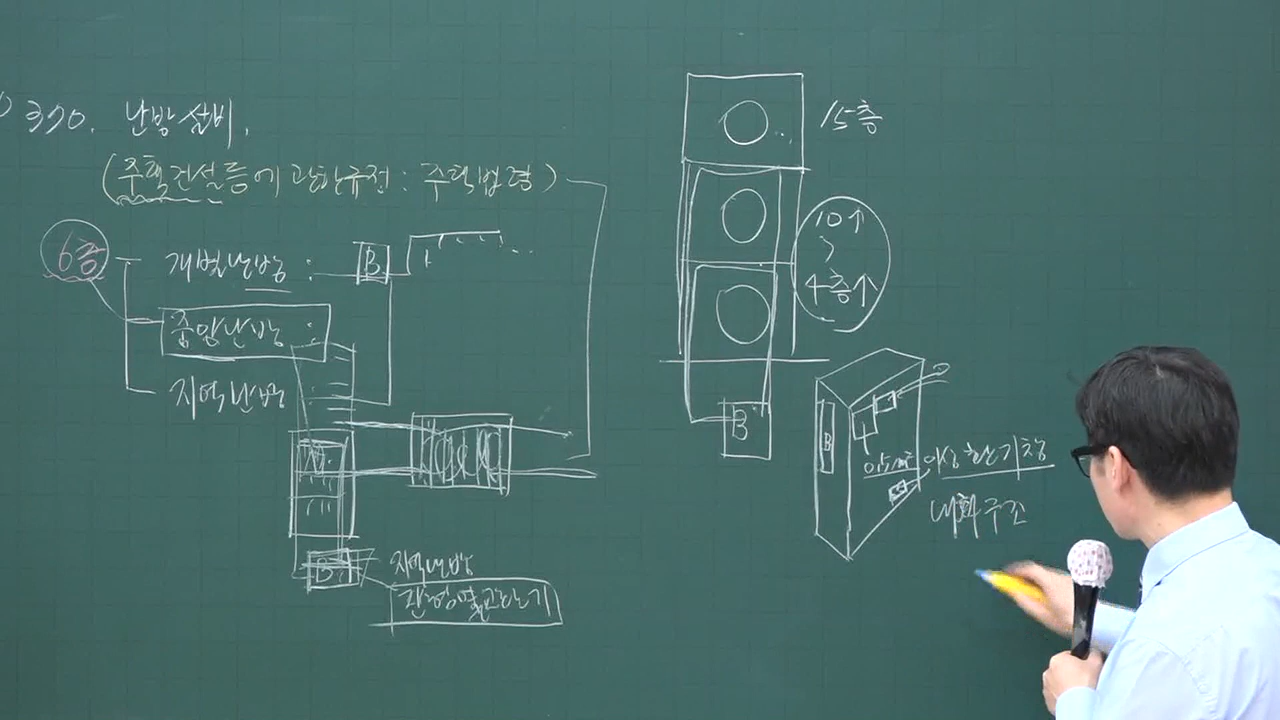 P 370. 난방설비.
(주택건설등에 관한규정 : 주택법령)
6층
개별난방 : B
중앙난방 :
지역난방 :
B
지역난방
판형열교환기
15층
10↑
4층↑
B
B
0.5㎡ 이상 환기창
내화구조